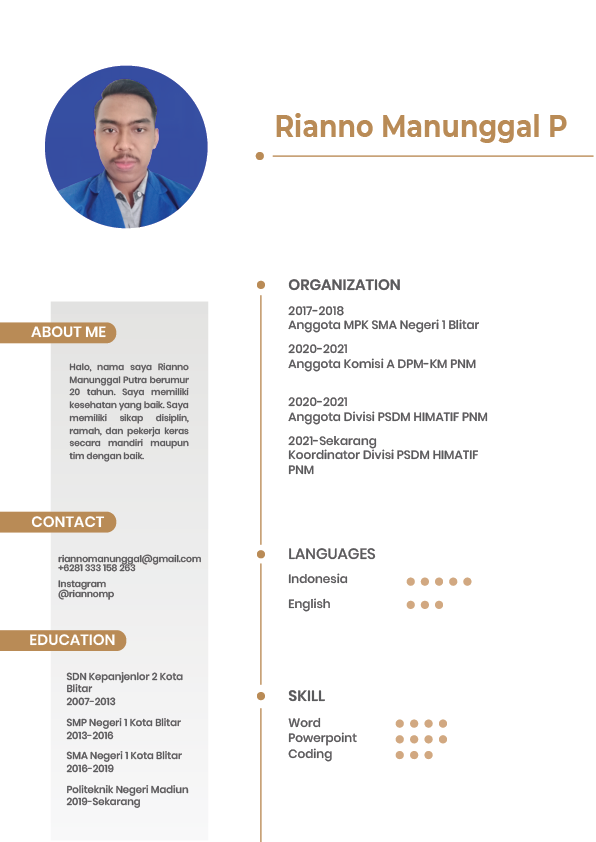 Rianno Manunggal P
ABOUT ME
Halo, nama saya Rianno
Manunggal Putra berumur
20 tahun. Saya memiliki
kesehatan yang baik. Saya
memiliki sikap disiplin,
ramah, dan pekerja keras
secara mandiri maupun
tim dengan baik.
CONTACT
riannomanunggal@gmail.com
+6281 333 158 263
Instagram
@riannomp
EDUCATION
SDN Kepanjenlor 2 Kota
Blitar
2007-2013
SMP Negeri 1 Kota Blitar
2013-2016
SMA Negeri 1 Kota Blitar
2016-2019
Politeknik Negeri Madiun
2019-Sekarang
ORGANIZATION
2017-2018
Anggota MPK SMA Negeri 1 Blitar
2020-2021
Anggota Komisi A DPM-KM PNM
2020-2021
Anggota Divisi PSDM HIMATIF PNM
2021-Sekarang
Koordinator Divisi PSDM HIMATIF
PNM
LANGUAGES
Indonesia
English
SKILL
Word
Powerpoint
Coding